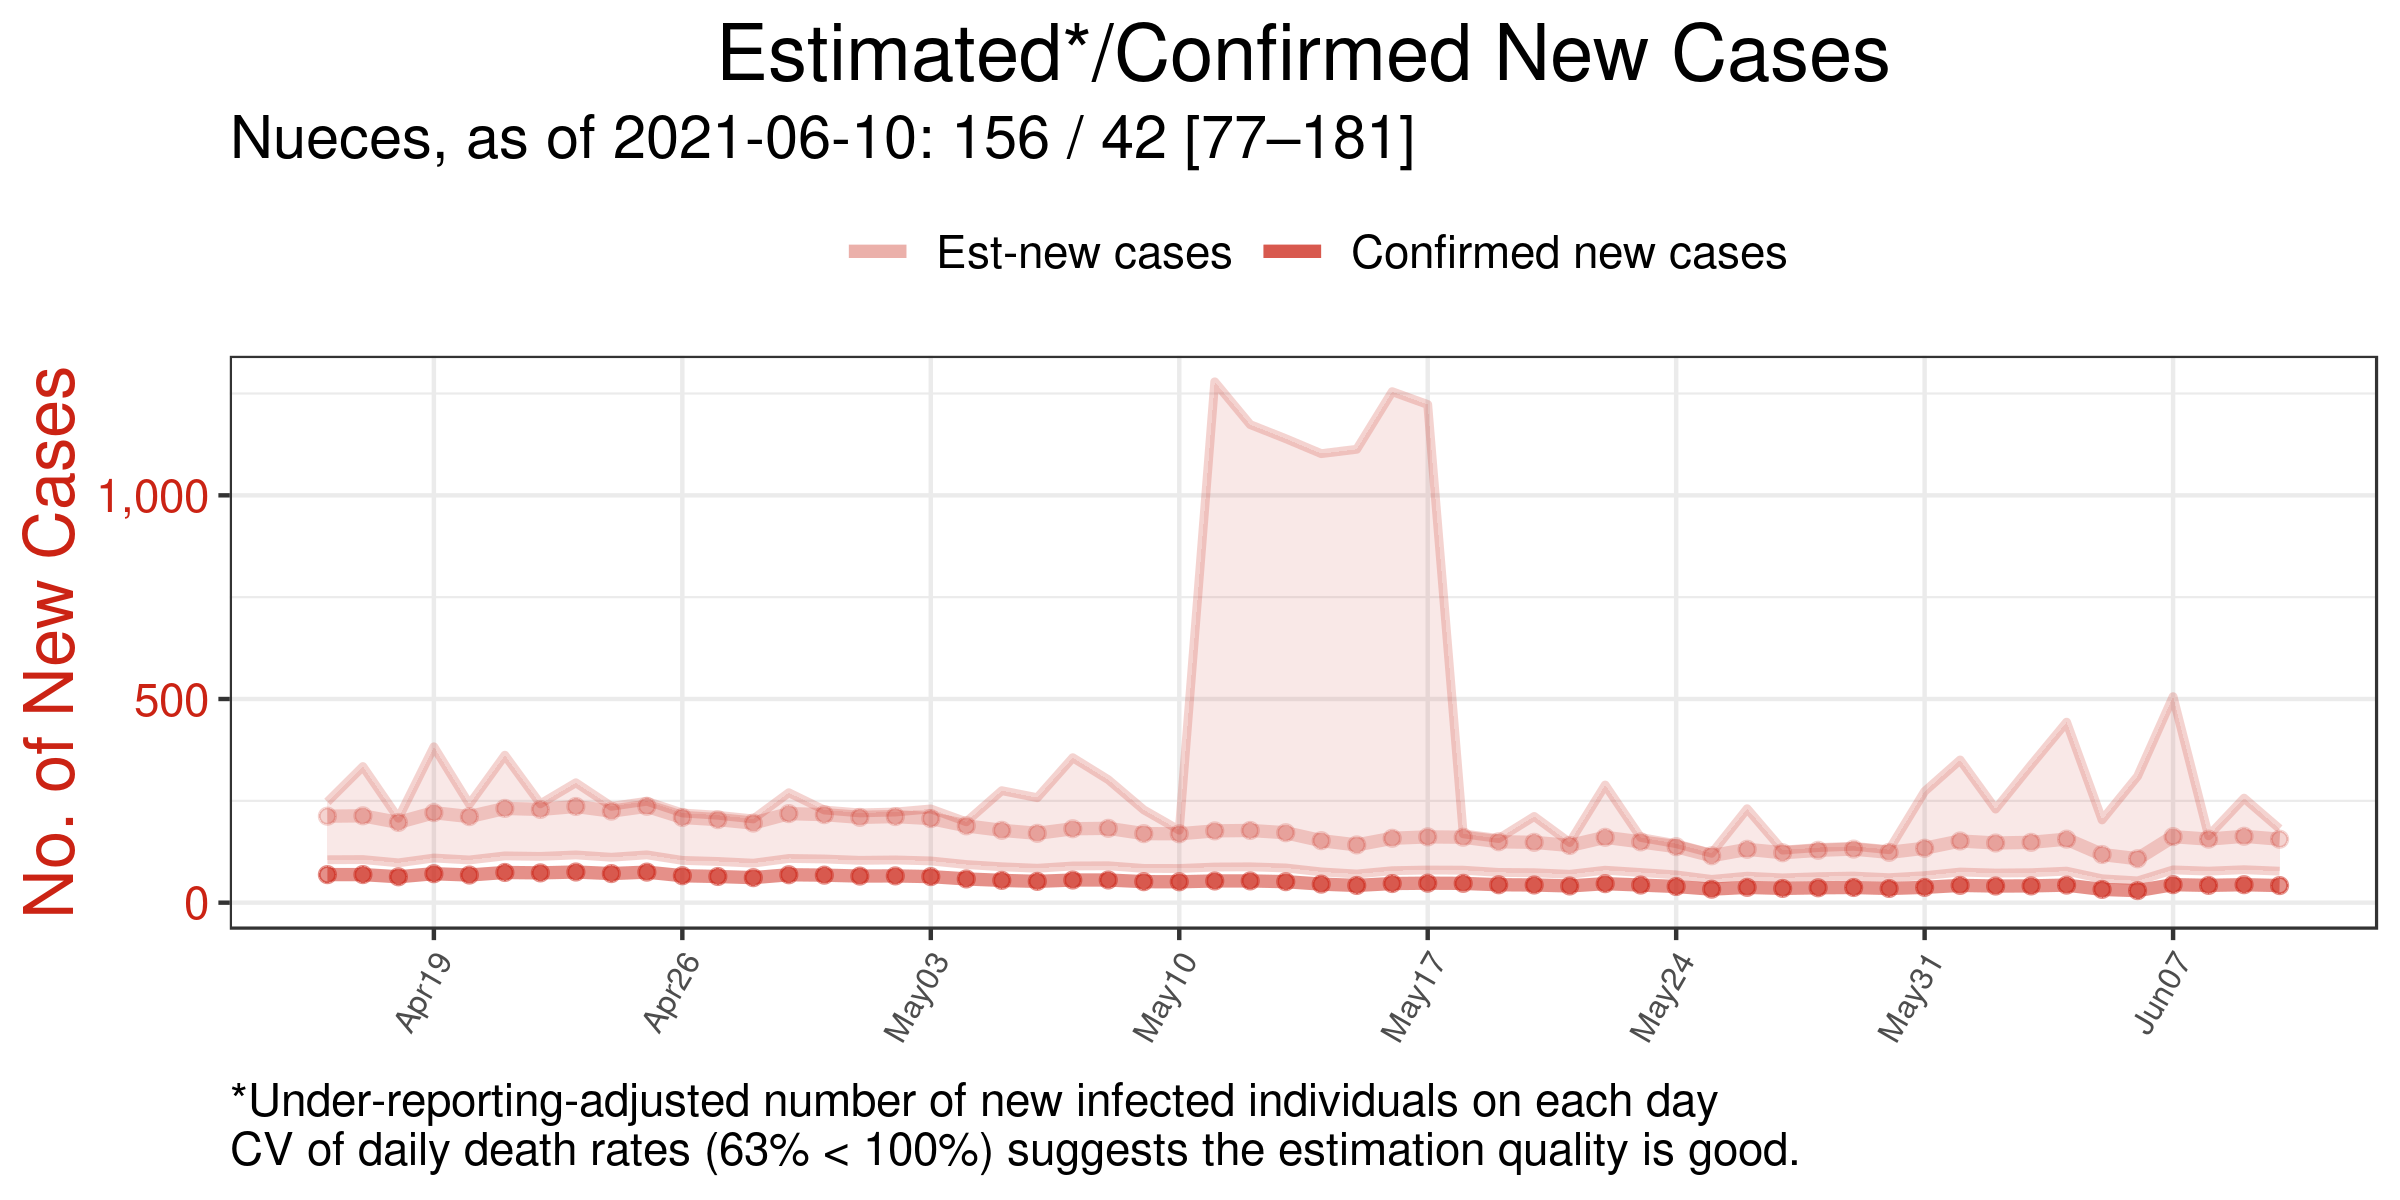 Estimated*/Confirmed New Cases
Nueces, as of 2021-06-10: 156 / 42 [77–181]
Est-new cases
Confirmed new cases
No. of New Cases
1,000
500
0
Apr19
Apr26
May03
May10
May17
May24
May31
Jun07
*Under-reporting-adjusted number of new infected individuals on each day
CV of daily death rates (63% < 100%) suggests the estimation quality is good.